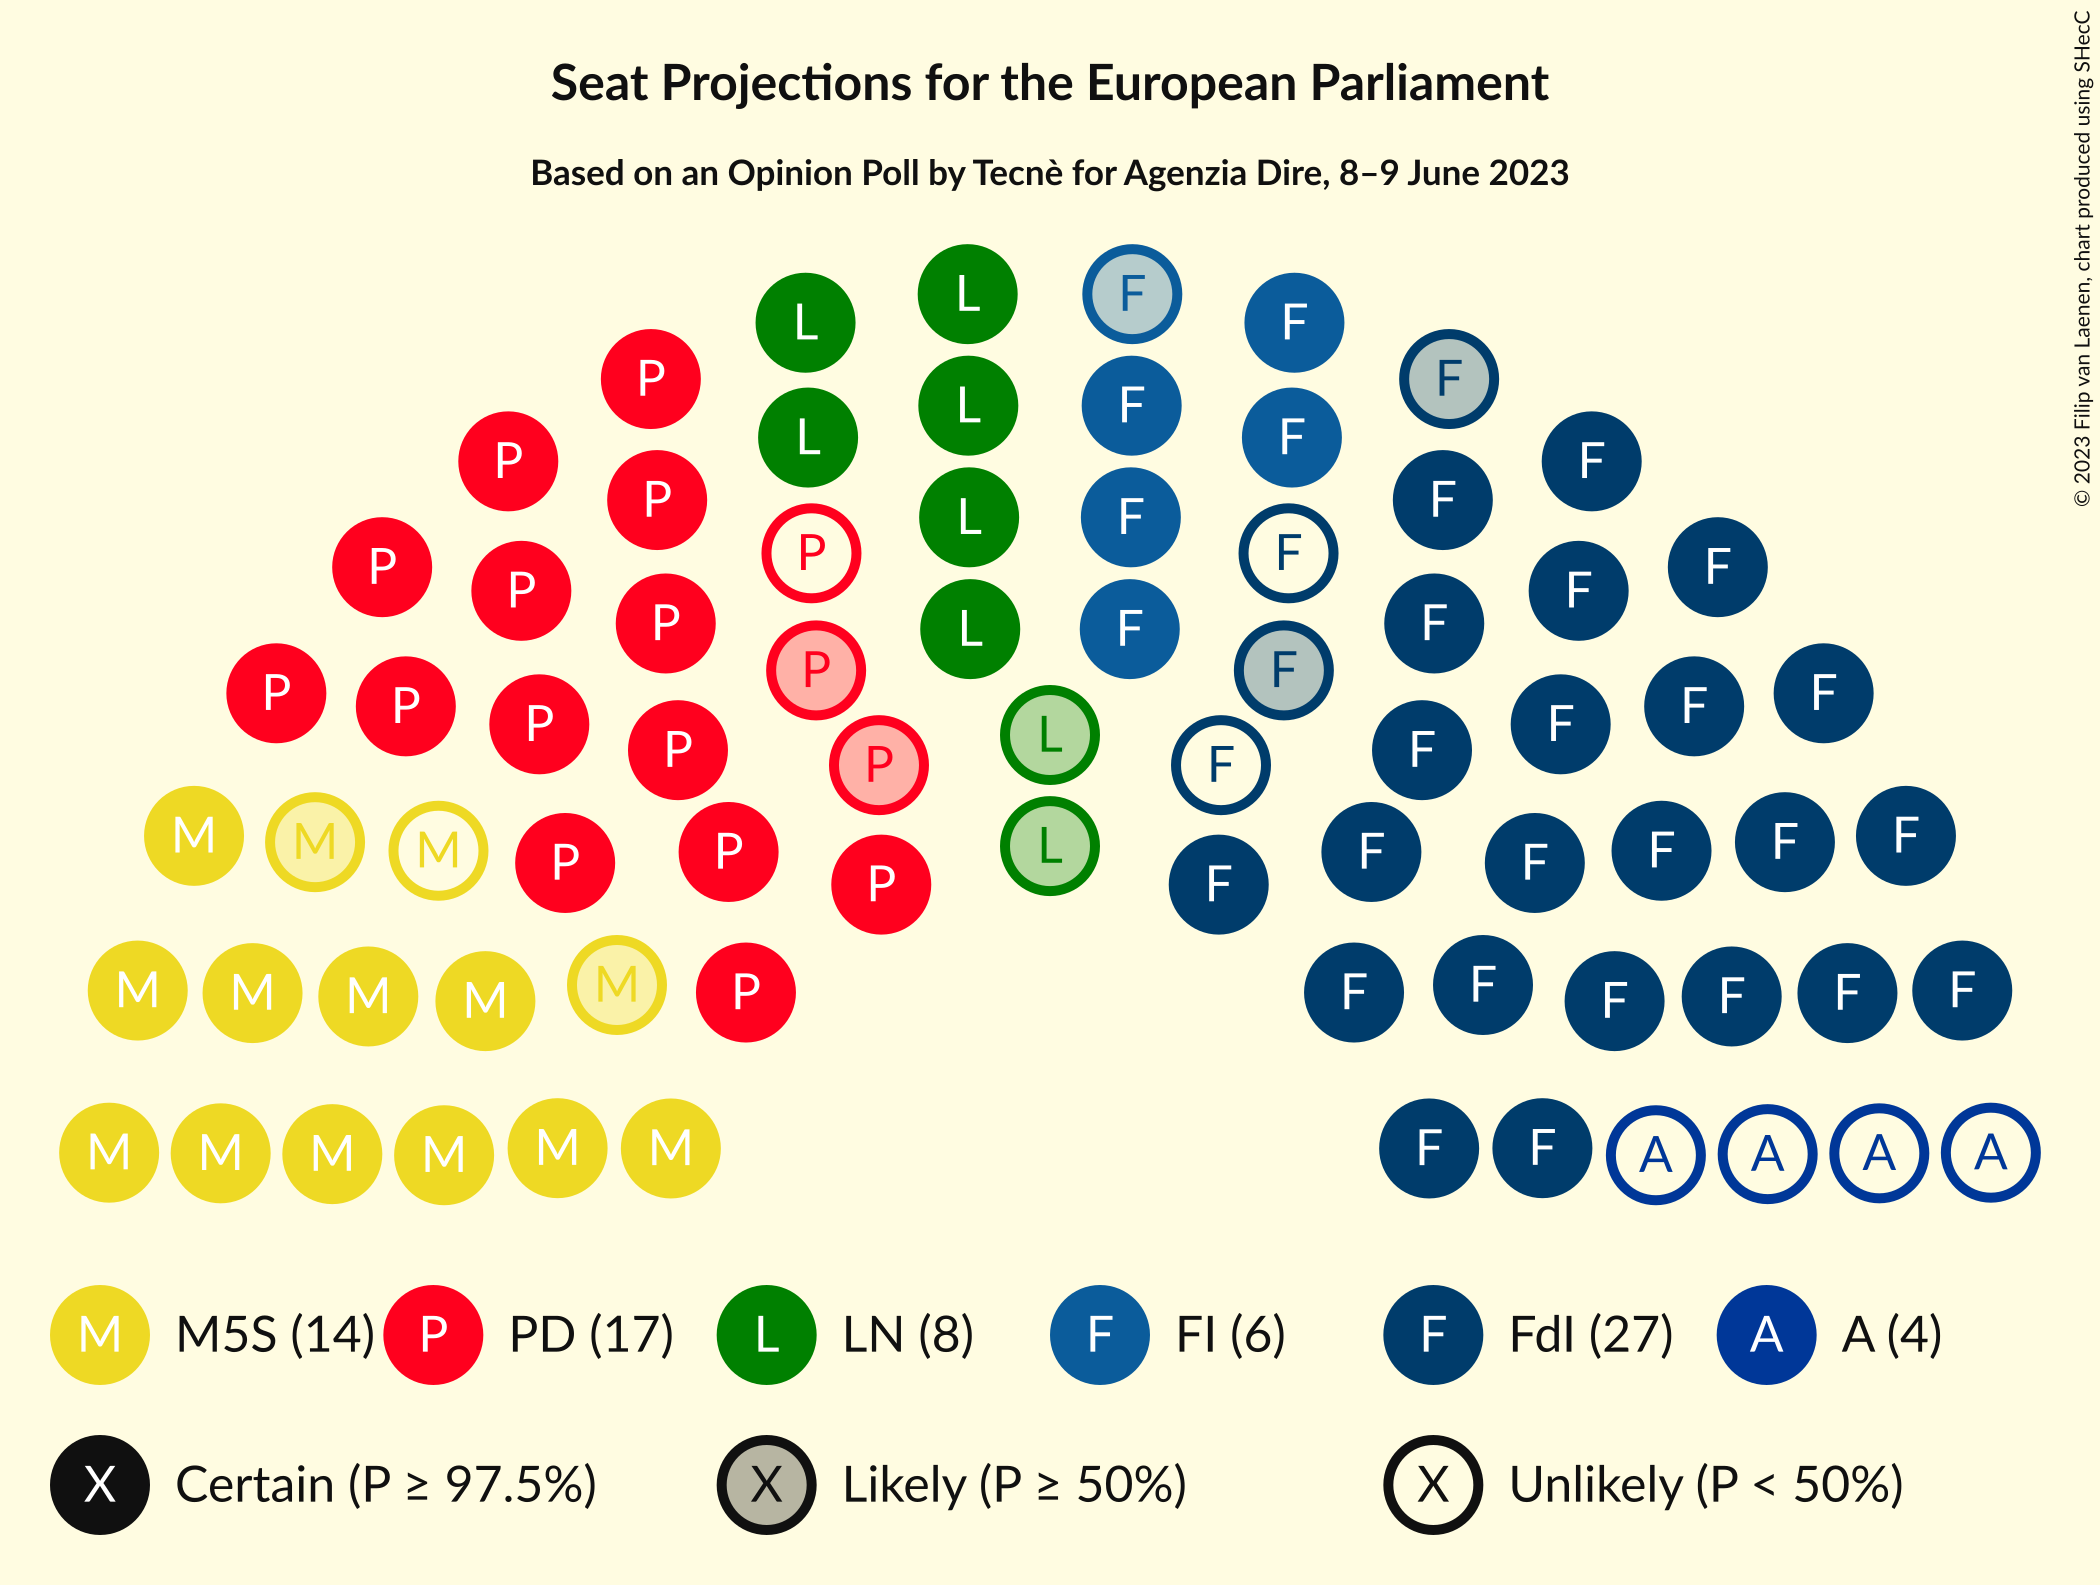 Seat Projections for the European Parliament
Based on an Opinion Poll by Tecnè for Agenzia Dire, 8–9 June 2023
© 2023 Filip van Laenen, chart produced using SHecC
L L F F
P L L F F F
P P L F F F
P P P P L F F F F F
P P P P P L F F F F F F
M M M P P P P L F F F F F F F
M M M M M P F F F F F F
M M M M M M F F A A A A
M M5S (14) P PD (17) L LN (8) F FI (6) F FdI (27) A A (4)
X Certain (P ≥ 97.5%) X Likely (P ≥ 50%) X Unlikely (P < 50%)